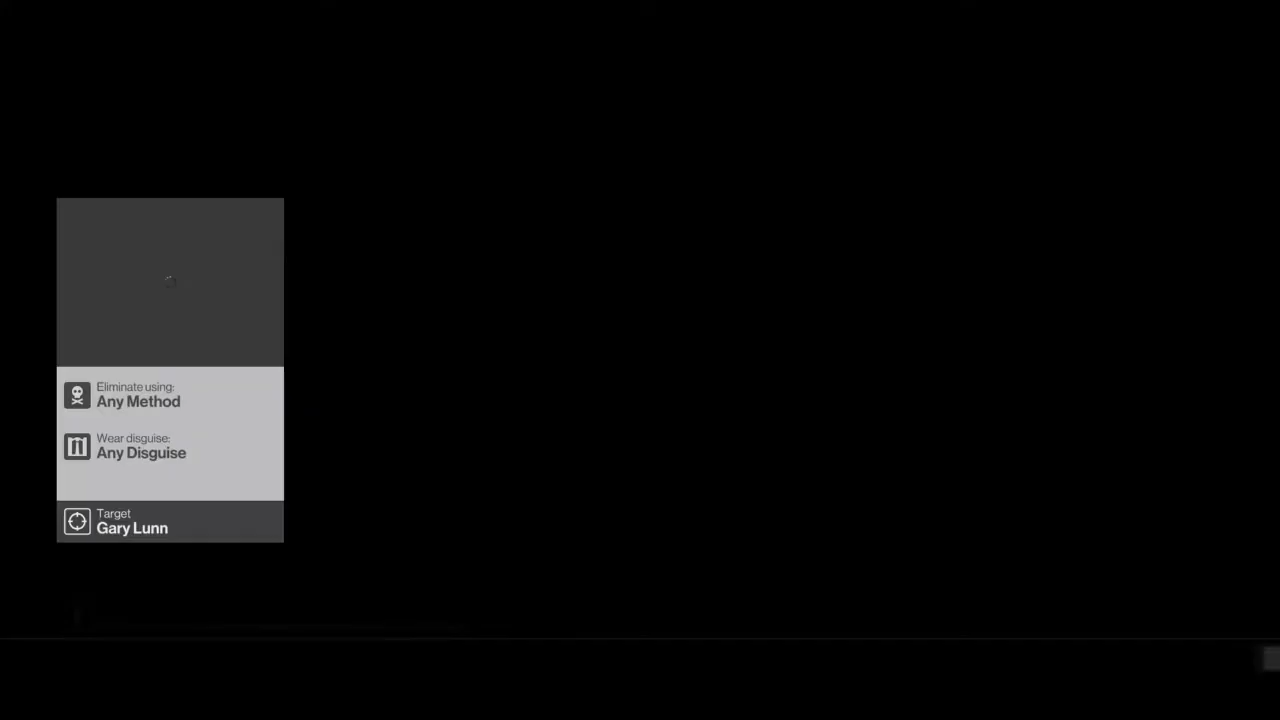 Eliminate using:
Any Method
Wear disguise:
Any Disguise
Target
Gary Lunn